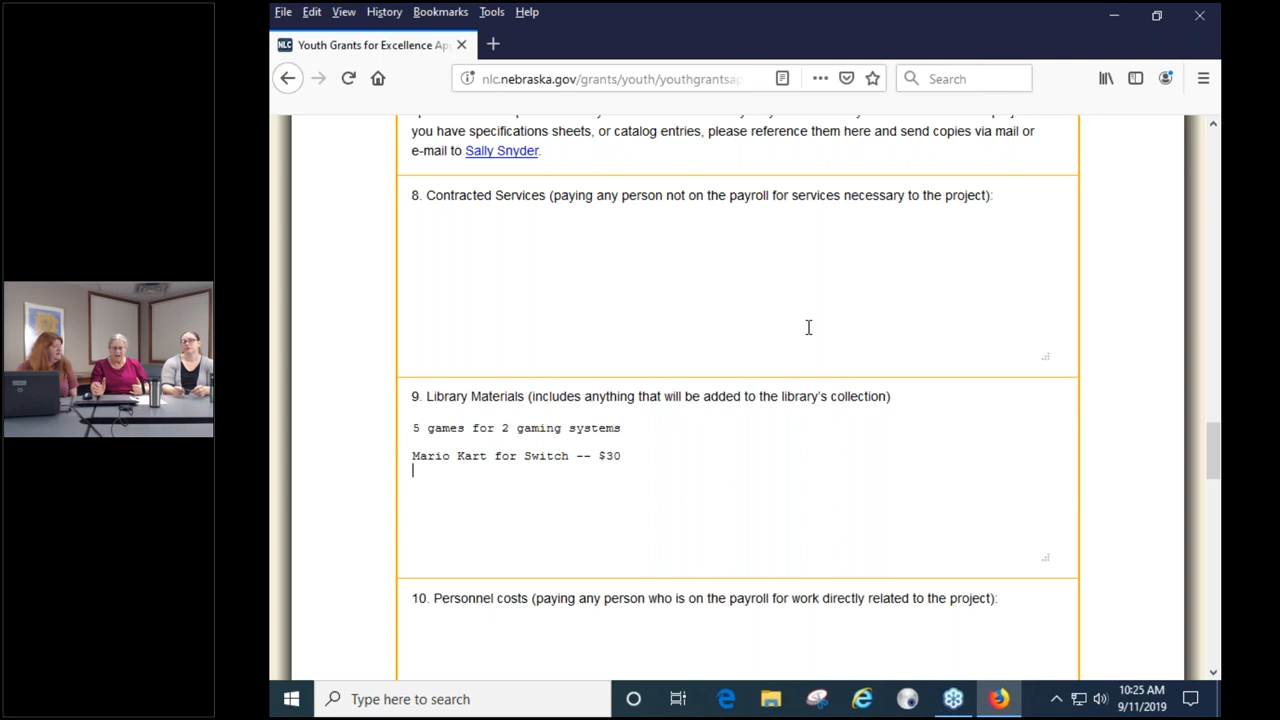 File Edit View History Bookmarks Tools Help
NLC Youth Grants for Excellence Ap
nlc.nebraska.gov/grants/youth/youthgrantsa
Search
you have specifications sheets, or catalog entries, please reference them here and send copies via mail or
e-mail to Sally Snyder.
8. Contracted Services (paying any person not on the payroll for services necessary to the project):
9. Library Materials (includes anything that will be added to the library's collection)
5 games for 2 gaming systems
Mario Kart for Switch -- $30
10. Personnel costs (paying any person who is on the payroll for work directly related to the project):
Type here to search
10:25 AM
9/11/2019